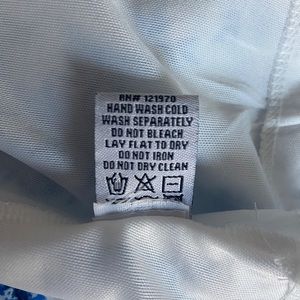 RN# 121970
HAND WASH COLD
WASH SEPARATELY
DO NOT BLEACH
LAY FLAT TO DRY
DO NOT IRON
DO NOT DRY CLEAN